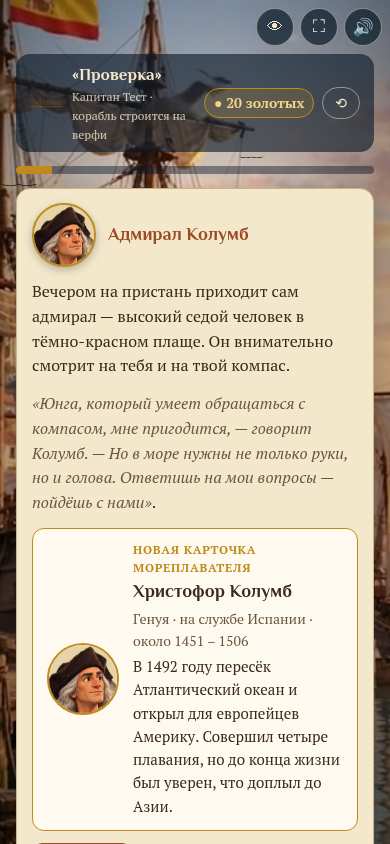 «Проверка»
Капитан Тест ·
корабль строится на
верфи
● 20 золотых
⟲
Адмирал Колумб
Вечером на пристань приходит сам
адмирал — высокий седой человек в
тёмно-красном плаще. Он внимательно
смотрит на тебя и на твой компас.
«Юнга, который умеет обращаться с
компасом, мне пригодится, — говорит
Колумб. — Но в море нужны не только руки,
но и голова. Ответишь на мои вопросы —
пойдёшь с нами».
НОВАЯ КАРТОЧКА
МОРЕПЛАВАТЕЛЯ
Христофор Колумб
Генуя · на службе Испании ·
около 1451 – 1506
В 1492 году пересёк
Атлантический океан и
открыл для европейцев
Америку. Совершил четыре
плавания, но до конца жизни
был уверен, что доплыл до
Азии.